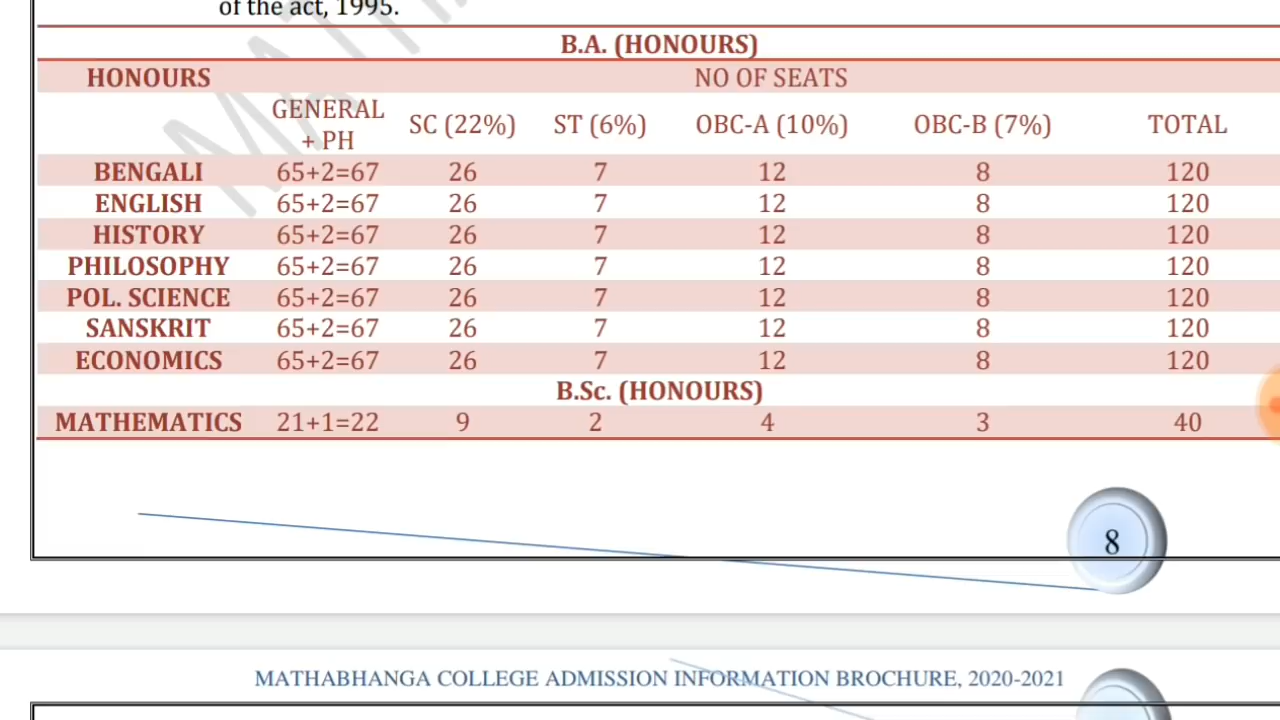 of the act, 1995.
B.A. (HONOURS)
HONOURS NO OF SEATS
GENERAL + PH SC (22%) ST (6%) OBC-A (10%) OBC-B (7%) TOTAL
BENGALI 65+2=67 26 7 12 8 120
ENGLISH 65+2=67 26 7 12 8 120
HISTORY 65+2=67 26 7 12 8 120
PHILOSOPHY 65+2=67 26 7 12 8 120
POL. SCIENCE 65+2=67 26 7 12 8 120
SANSKRIT 65+2=67 26 7 12 8 120
ECONOMICS 65+2=67 26 7 12 8 120
B.Sc. (HONOURS)
MATHEMATICS 21+1=22 9 2 4 3 40
8
MATHABHANGA COLLEGE ADMISSION INFORMATION BROCHURE, 2020-2021